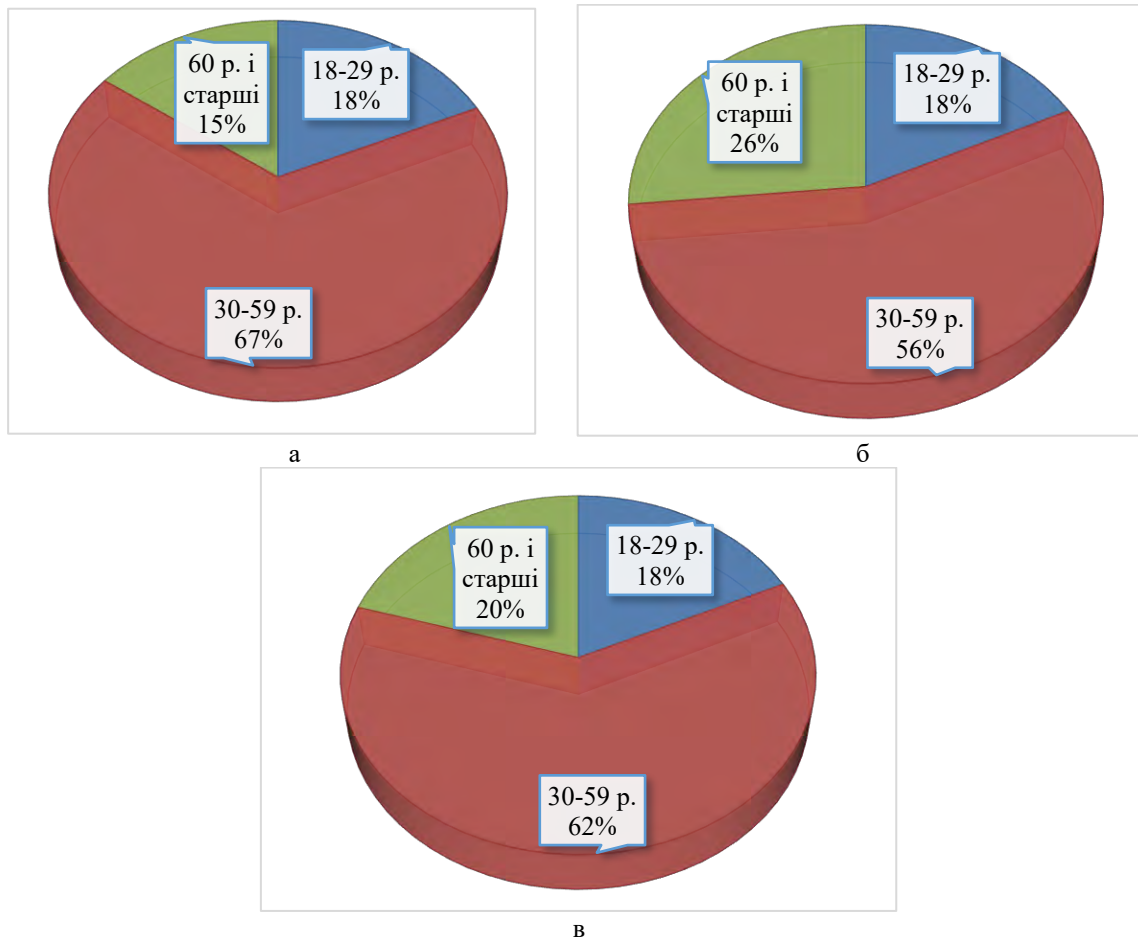 60 р. і
старші
15%
18-29 р.
18%
30-59 р.
67%
а
60 р. і
старші
26%
18-29 р.
18%
30-59 р.
56%
б
60 р. і
старші
20%
18-29 р.
18%
30-59 р.
62%
в